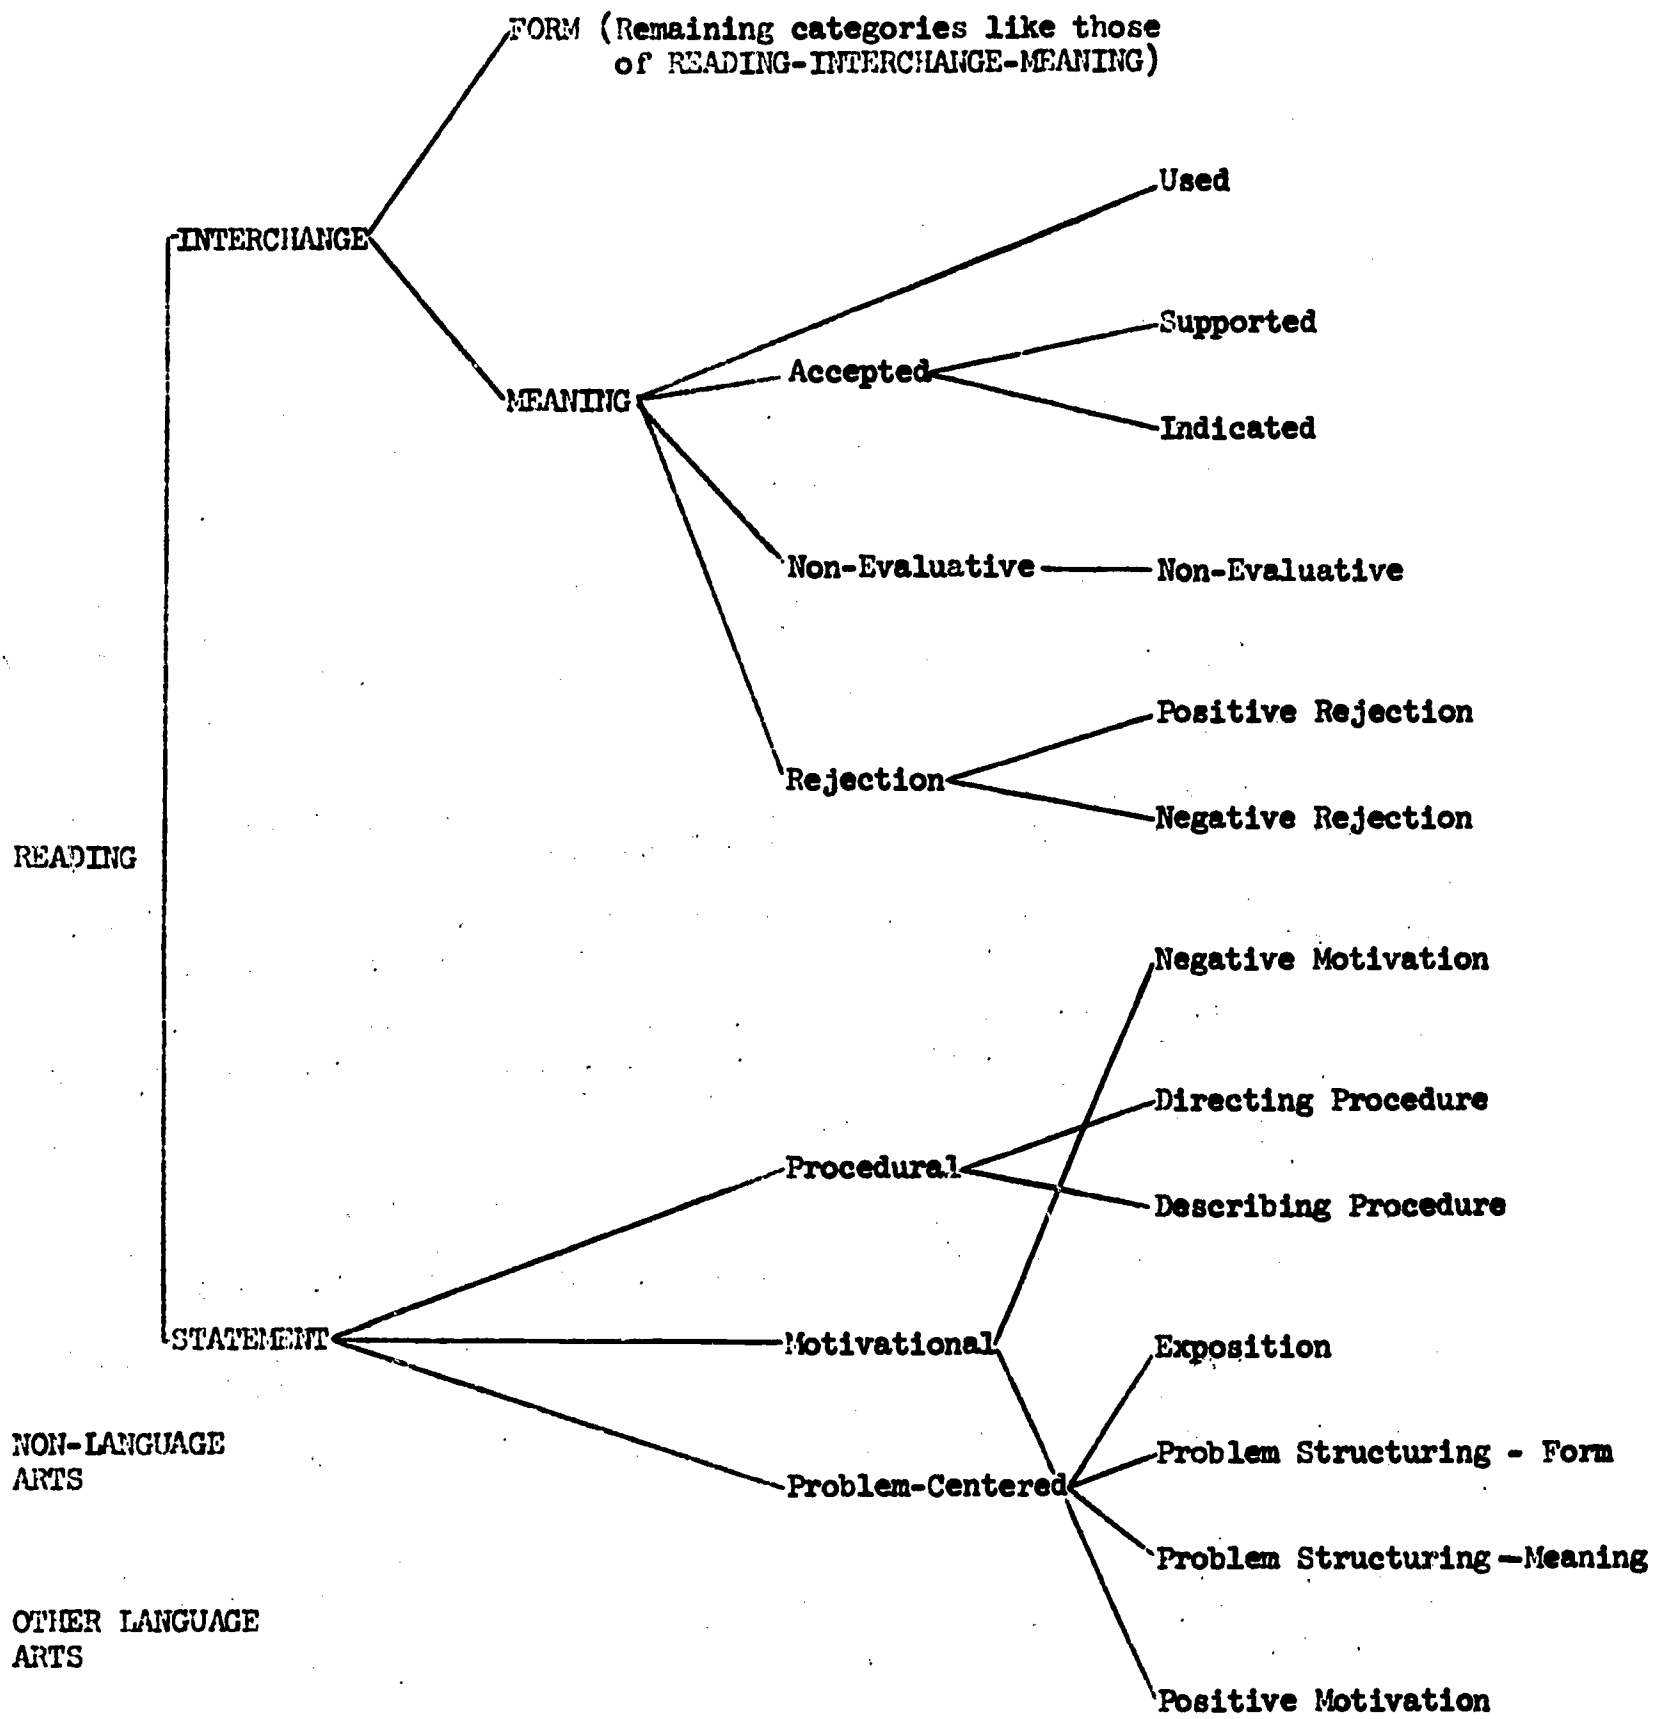 FORM (Remaining categories like those
of READING-INTERCHANGE-MEANING)
Used
INTERCHANGE
Supported
Accepted
MEANING
Indicated
Non-Evaluative
Non-Evaluative
Positive Rejection
Rejection
Negative Rejection
READING
Negative Motivation
Directing Procedure
Procedural
Describing Procedure
STATEMENT
Motivational
Exposition
NON-LANGUAGE
ARTS
Problem Structuring - Form
Problem-Centered
Problem Structuring-Meaning
OTHER LANGUAGE
ARTS
Positive Motivation